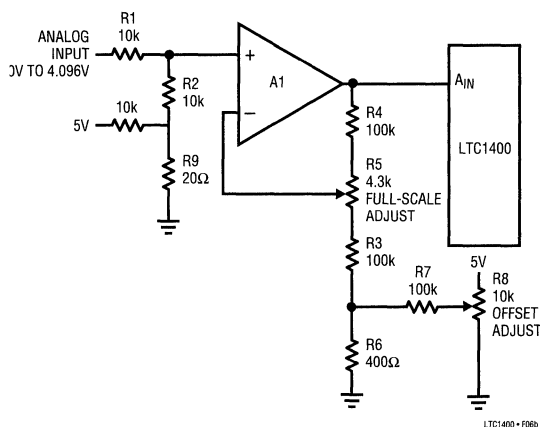 ANALOG
INPUT
0V TO 4.096V
R1
10k
R2
10k
10k
5V
R9
20Ω
+
−
A1
R4
100k
R5
4.3k
FULL-SCALE
ADJUST
R3
100k
AIN
LTC1400
5V
R7
100k
R8
10k
OFFSET
ADJUST
R6
400Ω
LTC1400 • F06b